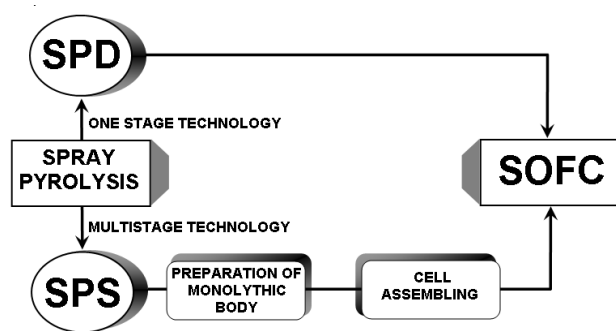 SPD
ONE STAGE TECHNOLOGY
SPRAY
PYROLYSIS
SOFC
MULTISTAGE TECHNOLOGY
SPS
PREPARATION OF
MONOLYTHIC
BODY
CELL
ASSEMBLING